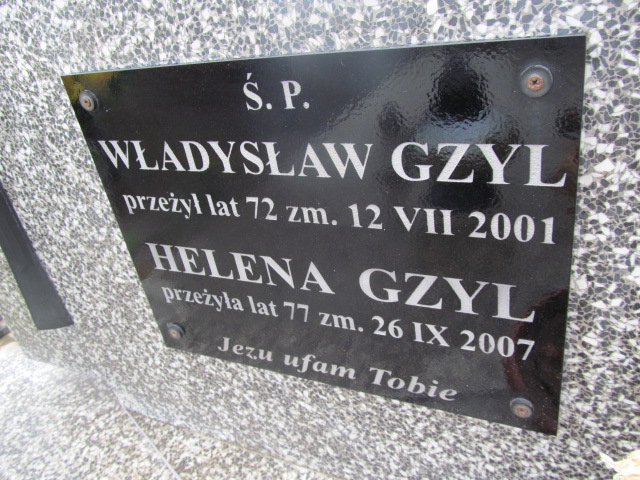 Ś. P.
WŁADYSŁAW GZYL
przeżył lat 72 zm. 12 VII 2001
HELENA GZYL
przeżyła lat 77 zm. 26 IX 2007
Jezu ufam Tobie